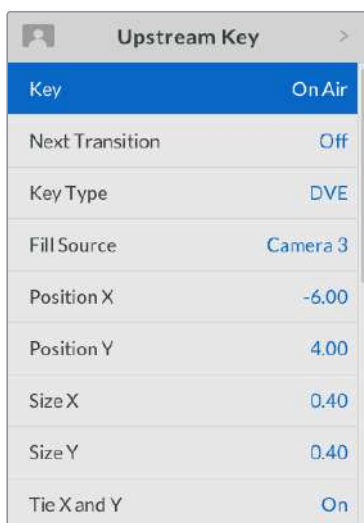 Upstream Key >
Key On Air
Next Transition Off
Key Type DVE
Fill Source Camera 3
Position X -6.00
Position Y 4.00
Size X 0.40
Size Y 0.40
Tie X and Y On